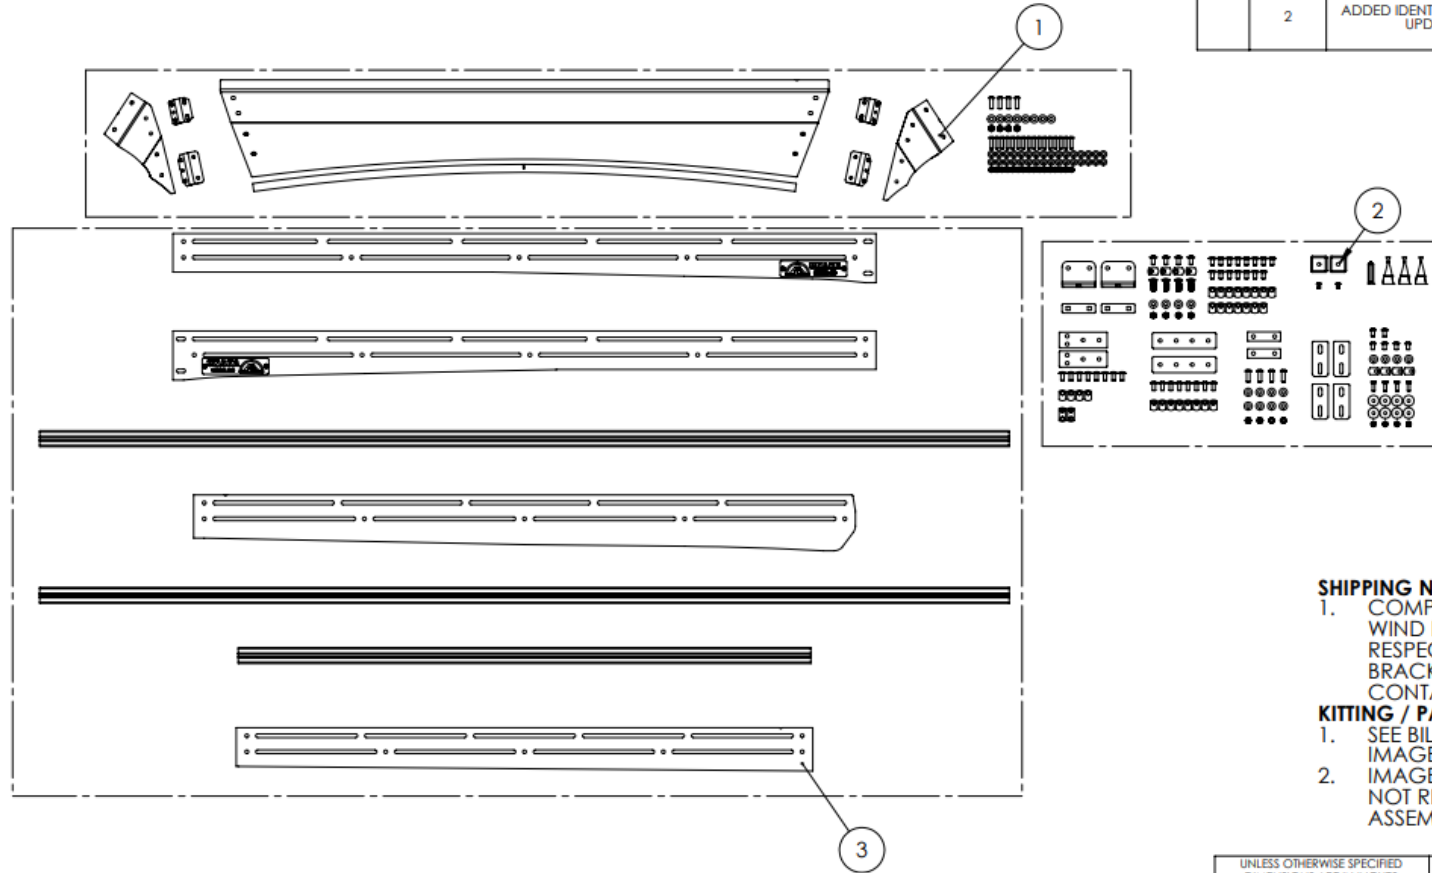 1
2
ADDED IDENT
UPD
2
3
SHIPPING N
1. COMP
WIND
RESPEC
BRACK
CONTA
KITTING / PA
1. SEE BIL
IMAGE
2. IMAGE
NOT RE
ASSEM
UNLESS OTHERWISE SPECIFIED